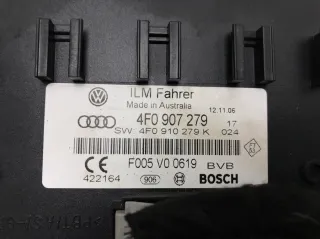 ILM Fahrer
Made in Australia
12.11.06
4F0 907 279 17
SW 4F0 910 279 K 024
F005 V0 0619 BVB
CE 422164 906 BOSCH